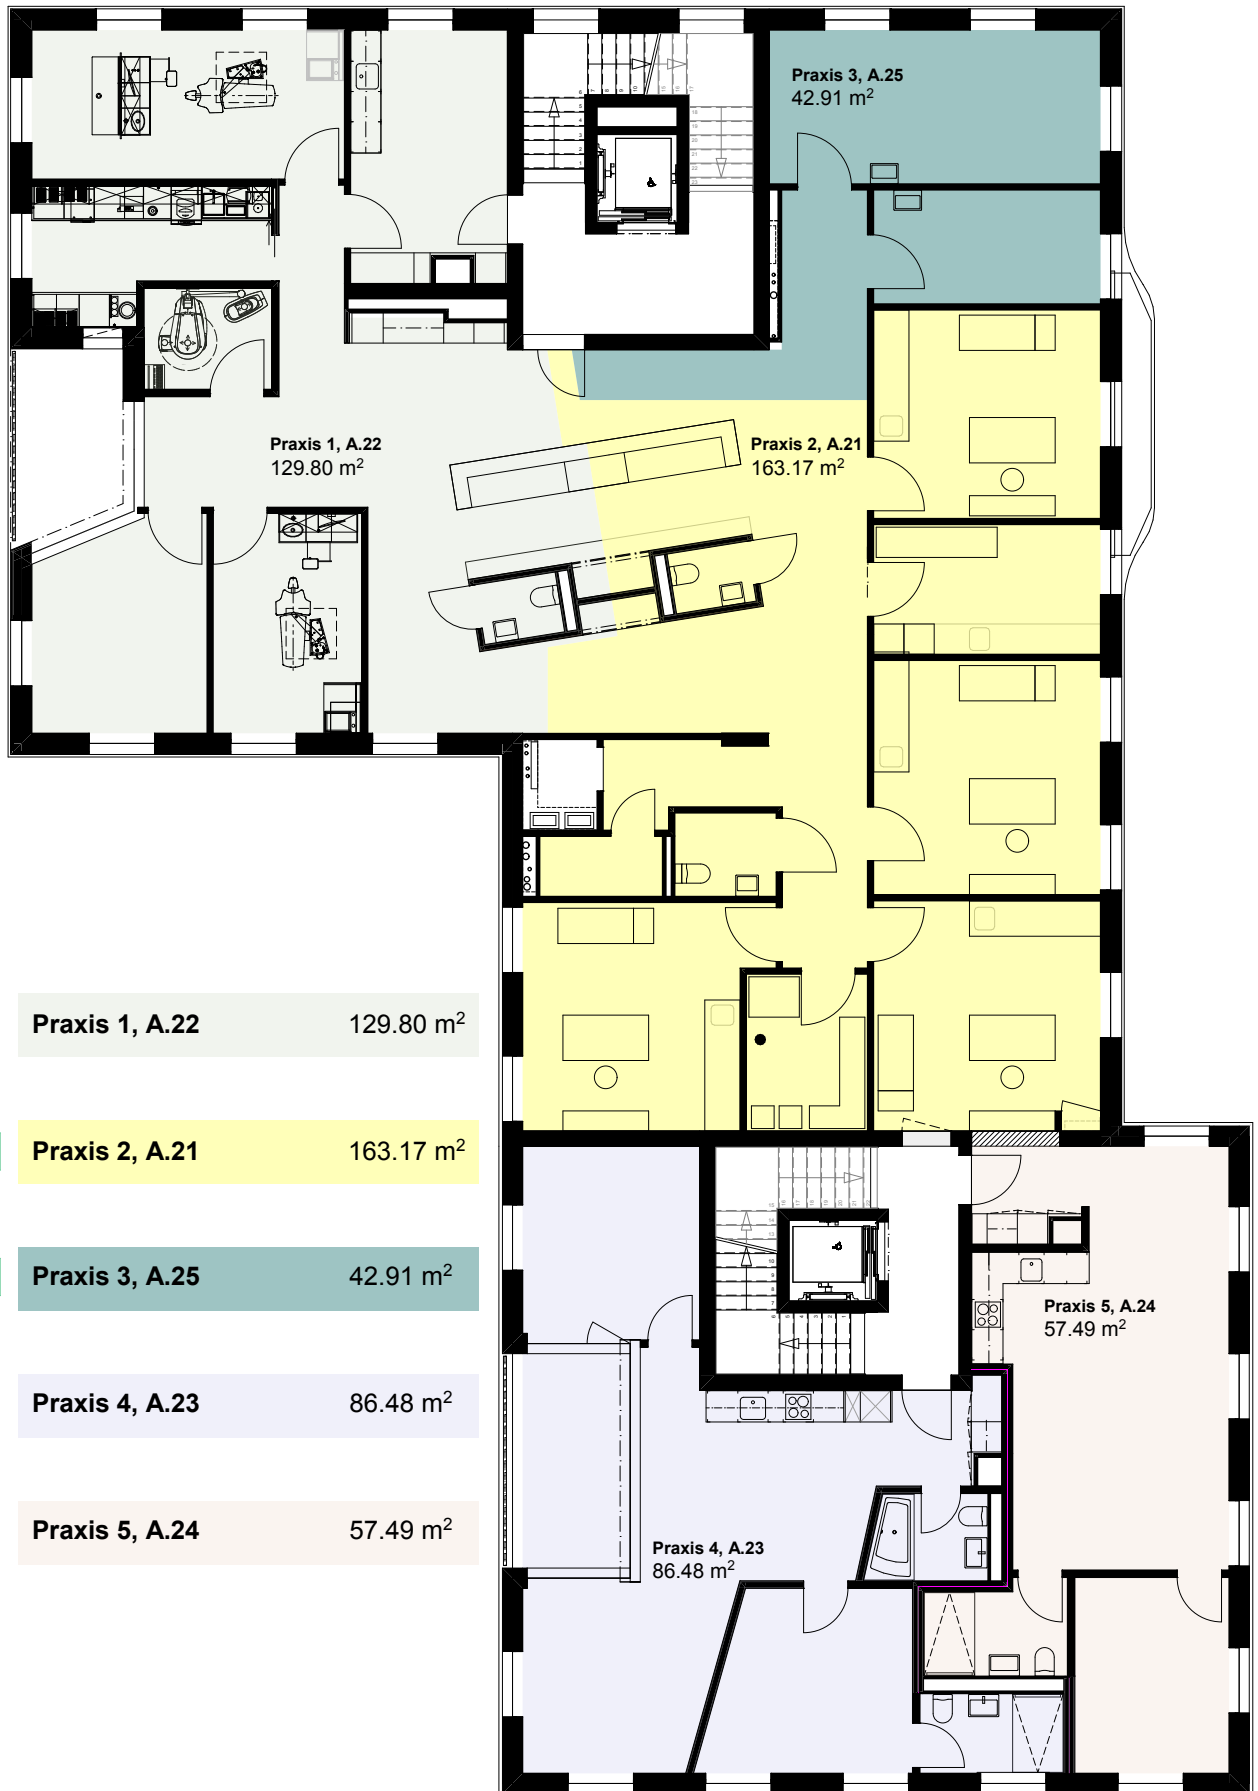 Praxis 3, A.25
42.91 m²
Praxis 1, A.22
129.80 m²
Praxis 2, A.21
163.17 m²
Praxis 1, A.22 129.80 m²
Praxis 2, A.21 163.17 m²
Praxis 3, A.25 42.91 m²
Praxis 4, A.23 86.48 m²
Praxis 5, A.24 57.49 m²
Praxis 5, A.24
57.49 m²
Praxis 4, A.23
86.48 m²